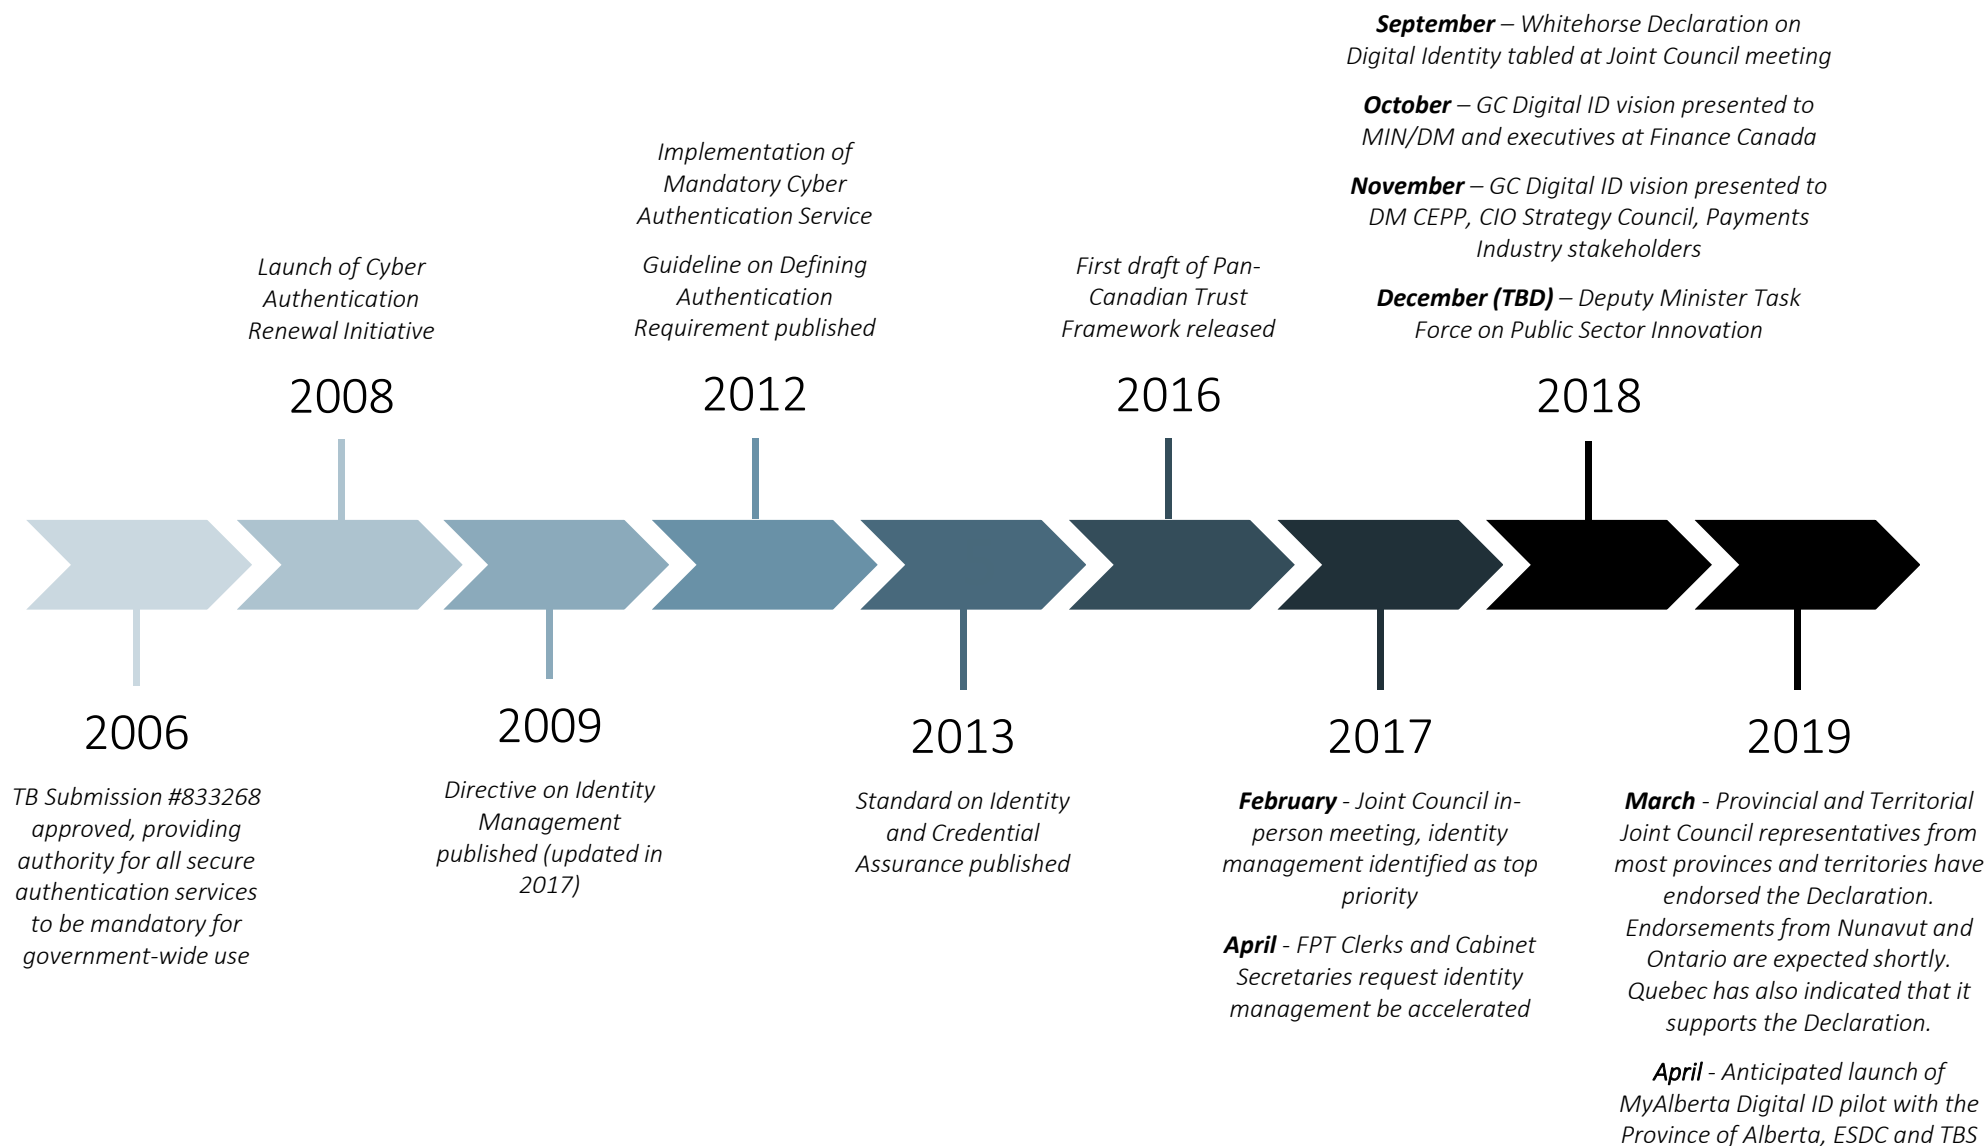 September – Whitehorse Declaration on
Digital Identity tabled at Joint Council meeting
October – GC Digital ID vision presented to
MIN/DM and executives at Finance Canada
November – GC Digital ID vision presented to
DM CEPP, CIO Strategy Council, Payments
Industry stakeholders
December (TBD) – Deputy Minister Task
Force on Public Sector Innovation
2018
Implementation of
Mandatory Cyber
Authentication Service
Guideline on Defining
Authentication
Requirement published
2012
Launch of Cyber
Authentication
Renewal Initiative
2008
First draft of Pan-
Canadian Trust
Framework released
2016
2006
TB Submission #833268
approved, providing
authority for all secure
authentication services
to be mandatory for
government-wide use
2009
Directive on Identity
Management
published (updated in
2017)
2013
Standard on Identity
and Credential
Assurance published
2017
February - Joint Council in-
person meeting, identity
management identified as top
priority
April - FPT Clerks and Cabinet
Secretaries request identity
management be accelerated
2019
March - Provincial and Territorial
Joint Council representatives from
most provinces and territories have
endorsed the Declaration.
Endorsements from Nunavut and
Ontario are expected shortly.
Quebec has also indicated that it
supports the Declaration.
April - Anticipated launch of
MyAlberta Digital ID pilot with the
Province of Alberta, ESDC and TBS